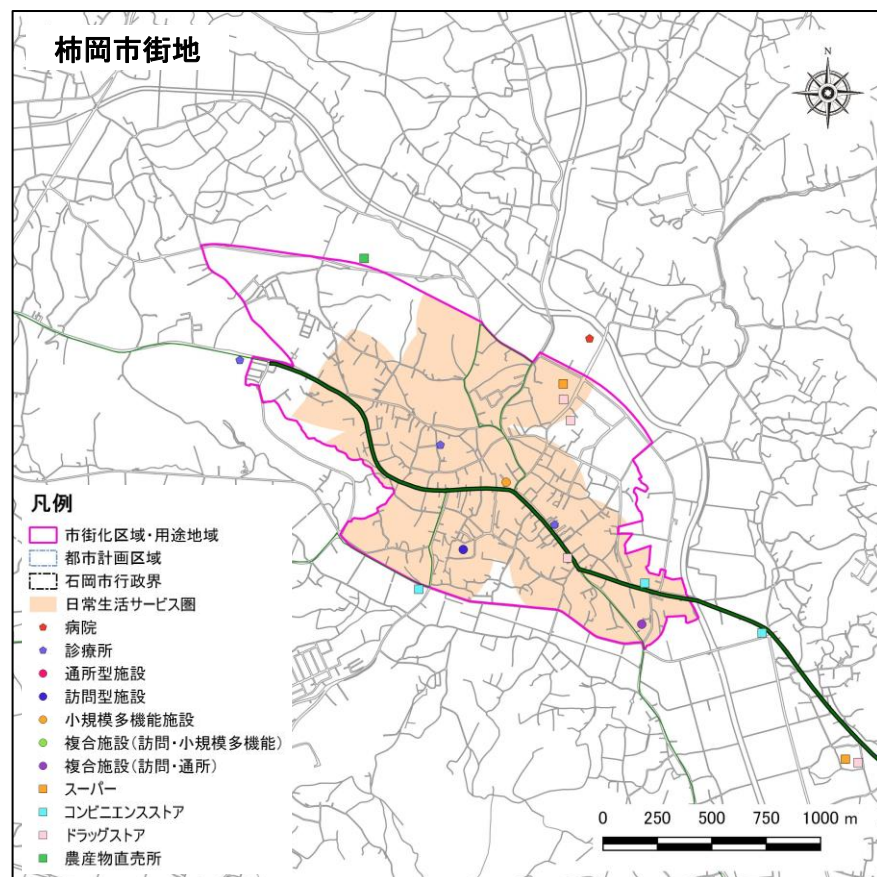 柿岡市街地
N
凡例
市街化区域・用途地域
都市計画区域
石岡市行政界
日常生活サービス圏
病院
診療所
通所型施設
訪問型施設
小規模多機能施設
複合施設(訪問・小規模多機能)
複合施設(訪問・通所)
スーパー
コンビニエンスストア
ドラッグストア
農産物直売所
0 250 500 750 1000 m